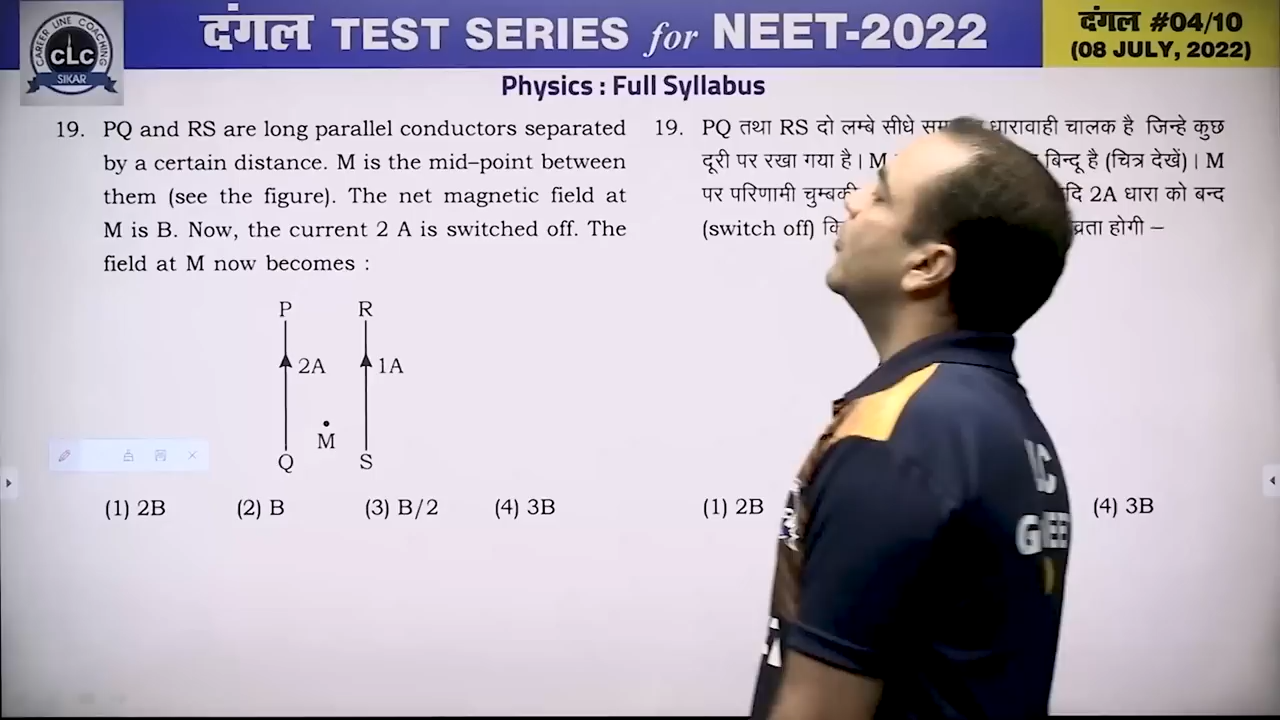 CAREER LINE COACHING
CLC
SIKAR
दंगल TEST SERIES for NEET-2022
दंगल #04/10
(08 JULY, 2022)
Physics : Full Syllabus
19. PQ and RS are long parallel conductors separated
by a certain distance. M is the mid-point between
them (see the figure). The net magnetic field at
M is B. Now, the current 2 A is switched off. The
field at M now becomes :
P R
2A 1A
M
Q S
(1) 2B (2) B (3) B/2 (4) 3B
19. PQ तथा RS दो लम्बे सीधे धारावाही चालक है जिन्हे कुछ
दूरी पर रखा गया है। M बिन्दू है (चित्र देखें)। M
पर परिणामी 2A धारा को बन्द
(switch off) होगी –
(1) 2B (4) 3B